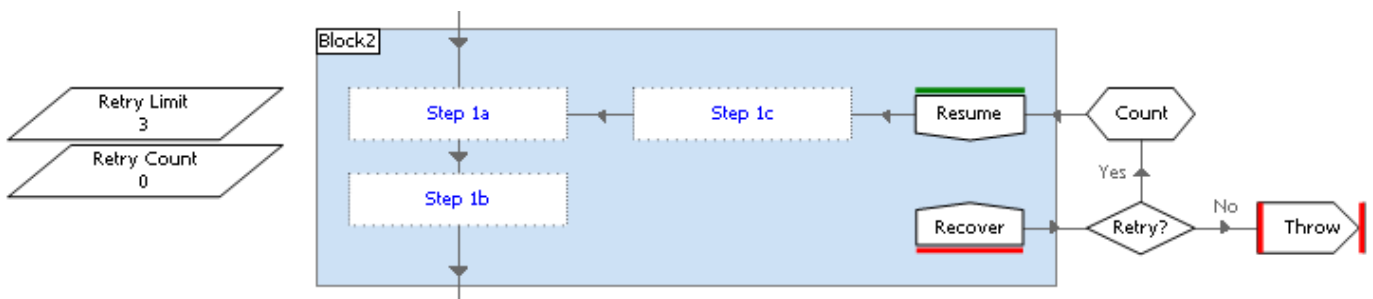 Block2
Retry Limit
3
Step 1a
Step 1c
Resume
Count
Retry Count
0
Yes
Step 1b
No
Recover
Retry?
Throw